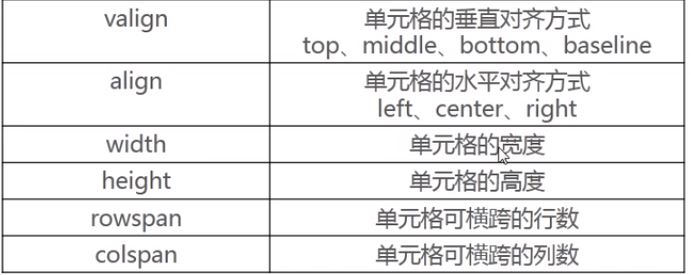 valign 单元格的垂直对齐方式
top、middle、bottom、baseline
align 单元格的水平对齐方式
left、center、right
width 单元格的宽度
height 单元格的高度
rowspan 单元格可横跨的行数
colspan 单元格可横跨的列数